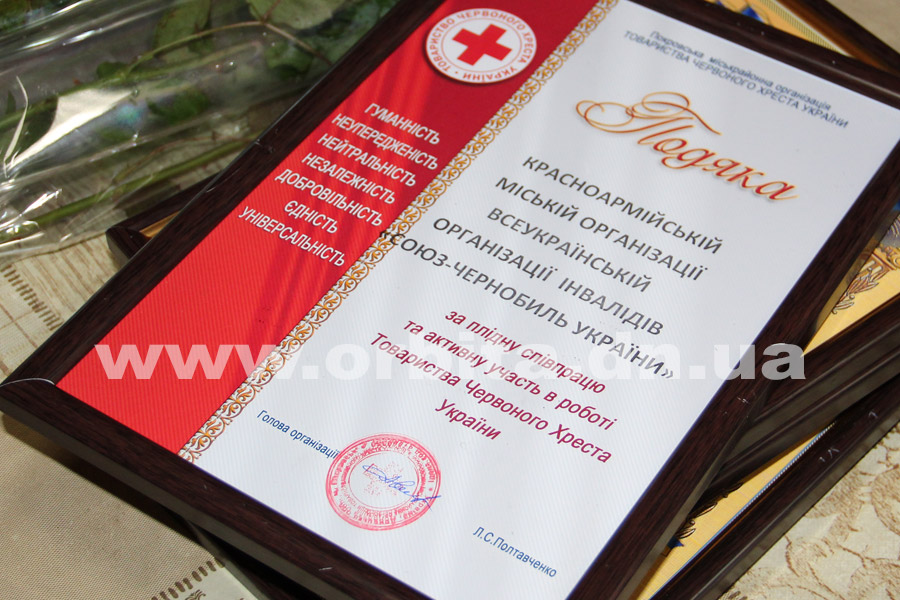 ТОВАРИСТВО ЧЕРВОНОГО ХРЕСТА
УКРАЇНИ
ГУМАННІСТЬ
НЕУПЕРЕДЖЕНІСТЬ
НЕЙТРАЛЬНІСТЬ
НЕЗАЛЕЖНІСТЬ
ДОБРОВІЛЬНІСТЬ
ЄДНІСТЬ
УНІВЕРСАЛЬНІСТЬ
Покровська міськрайонна організація
ТОВАРИСТВА ЧЕРВОНОГО ХРЕСТА УКРАЇНИ
Подяка
КРАСНОАРМІЙСЬКІЙ
МІСЬКІЙ ОРГАНІЗАЦІЇ
ВСЕУКРАЇНСЬКІЙ
ОРГАНІЗАЦІЇ ІНВАЛІДІВ
“СОЮЗ-ЧЕРНОБИЛЬ УКРАЇНИ»
за плідну співпрацю
та активну участь в роботі
Товариства Червоного Хреста
України
Голова організації
Л.С.Полтавченко
www.orbita.dn.ua